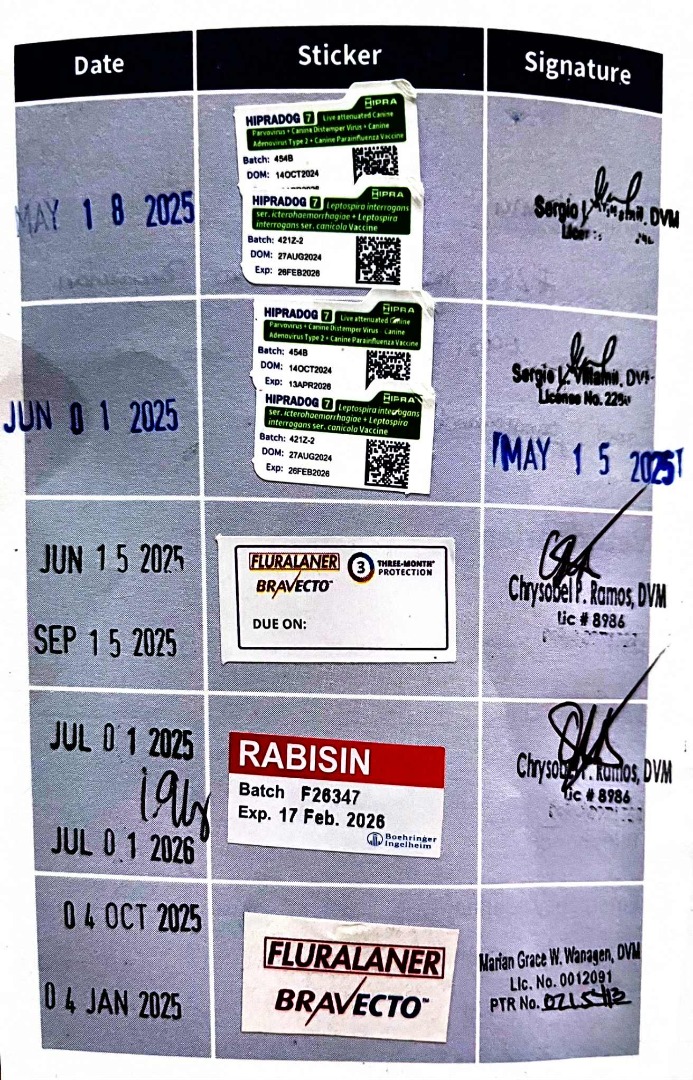 Date Sticker Signature
MAY 1 8 2025
HIPRADOG 7 Live attenuated Canine HIPRA
Parvovirus • Canine Distemper Virus • Canine
Adenovirus Type 2 • Canine Parainfluenza Vaccine
Batch: 454B
DOM: 14OCT2024
HIPRADOG 7 Leptospira interrogans HIPRA
ser. icterohaemorrhagiae • Leptospira
interrogans ser. canicola Vaccine
Batch: 421Z-2
DOM: 27AUG2024
Exp: 26FEB2026
Sergio DVM
JUN 0 1 2025
HIPRADOG 7 Live attenuated Canine HIPRA
Parvovirus • Canine Distemper Virus • Canine
Adenovirus Type 2 • Canine Parainfluenza Vaccine
Batch: 454B
DOM: 14OCT2024
Exp: 13APR2026
HIPRADOG 7 Leptospira interrogans HIPRA
ser. icterohaemorrhagiae • Leptospira
interrogans ser. canicola Vaccine
Batch: 421Z-2
DOM: 27AUG2024
Exp: 26FEB2026
Sergio
License No.
MAY 1 5 2025
JUN 1 5 2025
SEP 1 5 2025
FLURALANER 3 THREE-MONTH
BRAVECTO™ PROTECTION
DUE ON:
Chrysobel P. Ramos, DVM
Lic # 8986
JUL 0 1 2025
JUL 0 1 2026
RABISIN
Batch F26347
Exp. 17 Feb. 2026
Boehringer
Ingelheim
Chrysobel P. Ramos, DVM
Lic # 8986
0 4 OCT 2025
0 4 JAN 2025
FLURALANER
BRAVECTO™
Marian Grace W. Wanagen, DVM
Lic. No. 0012091
PTR No.